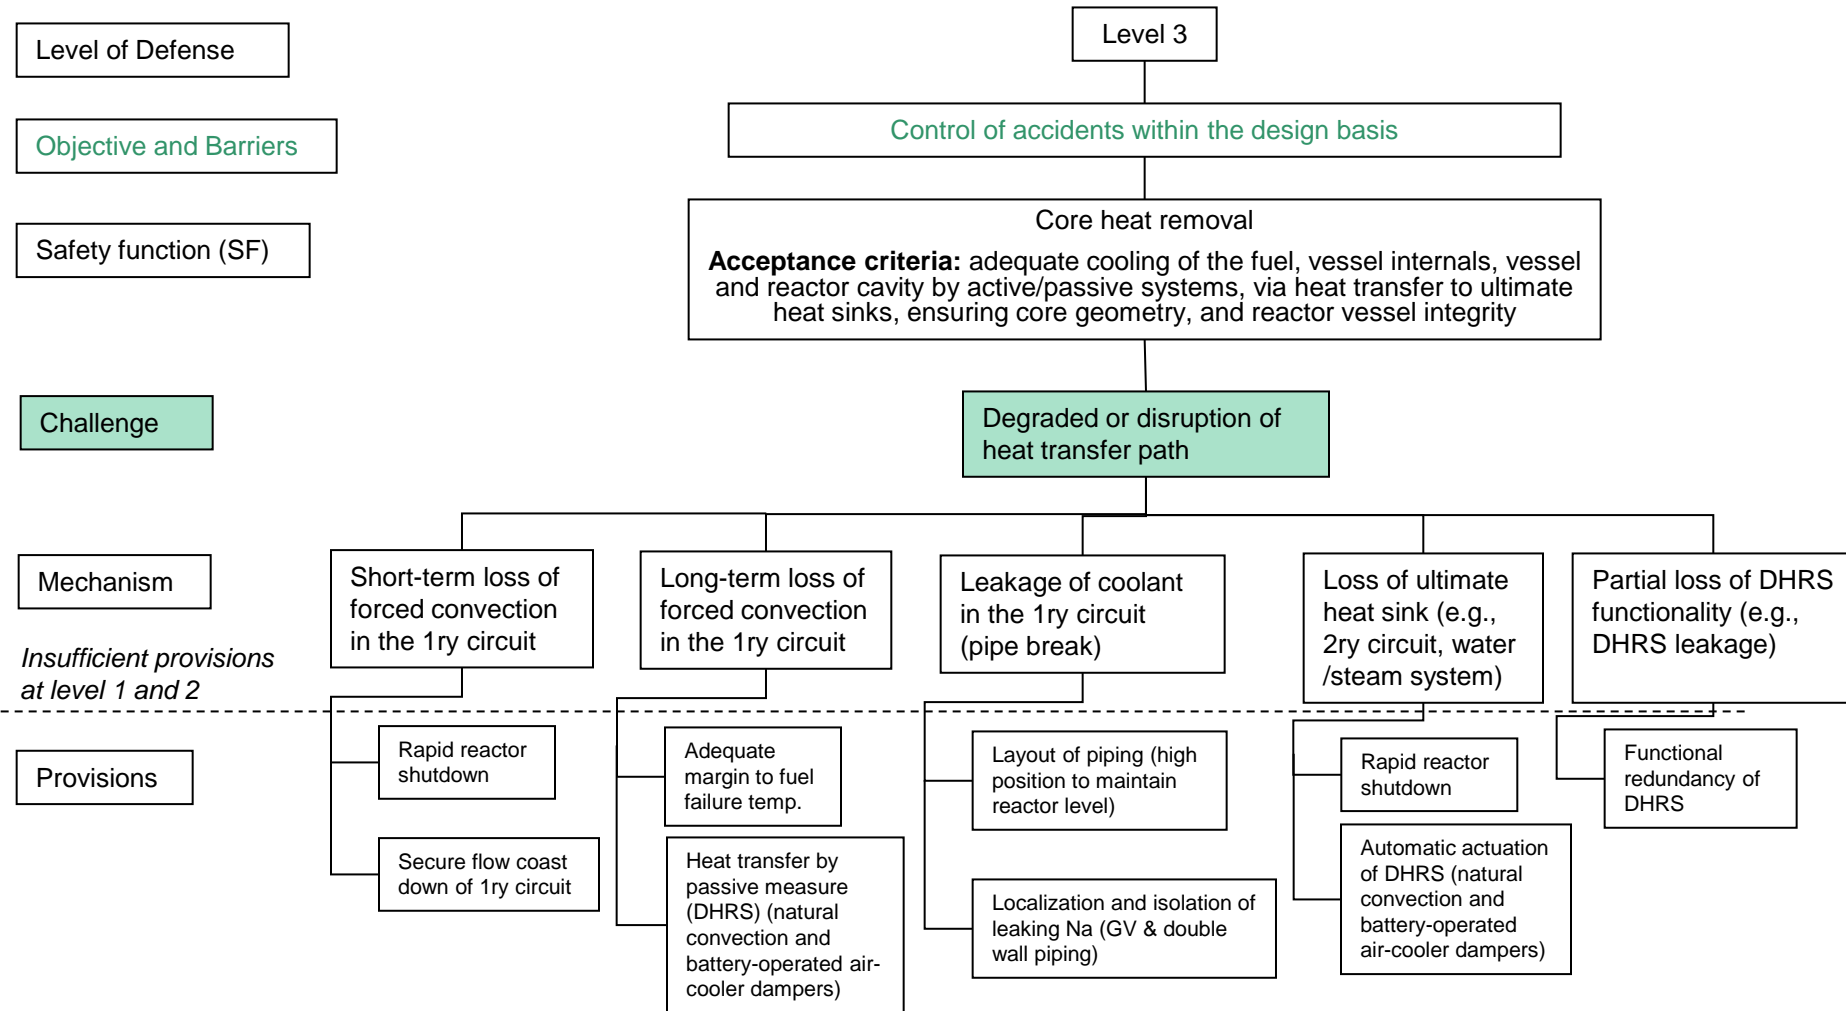 Level of Defense
Level 3
Objective and Barriers
Control of accidents within the design basis
Safety function (SF)
Core heat removal
Acceptance criteria: adequate cooling of the fuel, vessel internals, vessel
and reactor cavity by active/passive systems, via heat transfer to ultimate
heat sinks, ensuring core geometry, and reactor vessel integrity
Challenge
Degraded or disruption of
heat transfer path
Mechanism
Short-term loss of
forced convection
in the 1ry circuit
Long-term loss of
forced convection
in the 1ry circuit
Leakage of coolant
in the 1ry circuit
(pipe break)
Loss of ultimate
heat sink (e.g.,
2ry circuit, water
/steam system)
Partial loss of DHRS
functionality (e.g.,
DHRS leakage)
Insufficient provisions
at level 1 and 2
Provisions
Rapid reactor
shutdown
Secure flow coast
down of 1ry circuit
Adequate
margin to fuel
failure temp.
Heat transfer by
passive measure
(DHRS) (natural
convection and
battery-operated air-
cooler dampers)
Layout of piping (high
position to maintain
reactor level)
Localization and isolation of
leaking Na (GV & double
wall piping)
Rapid reactor
shutdown
Automatic actuation
of DHRS (natural
convection and
battery-operated
air-cooler dampers)
Functional
redundancy of
DHRS